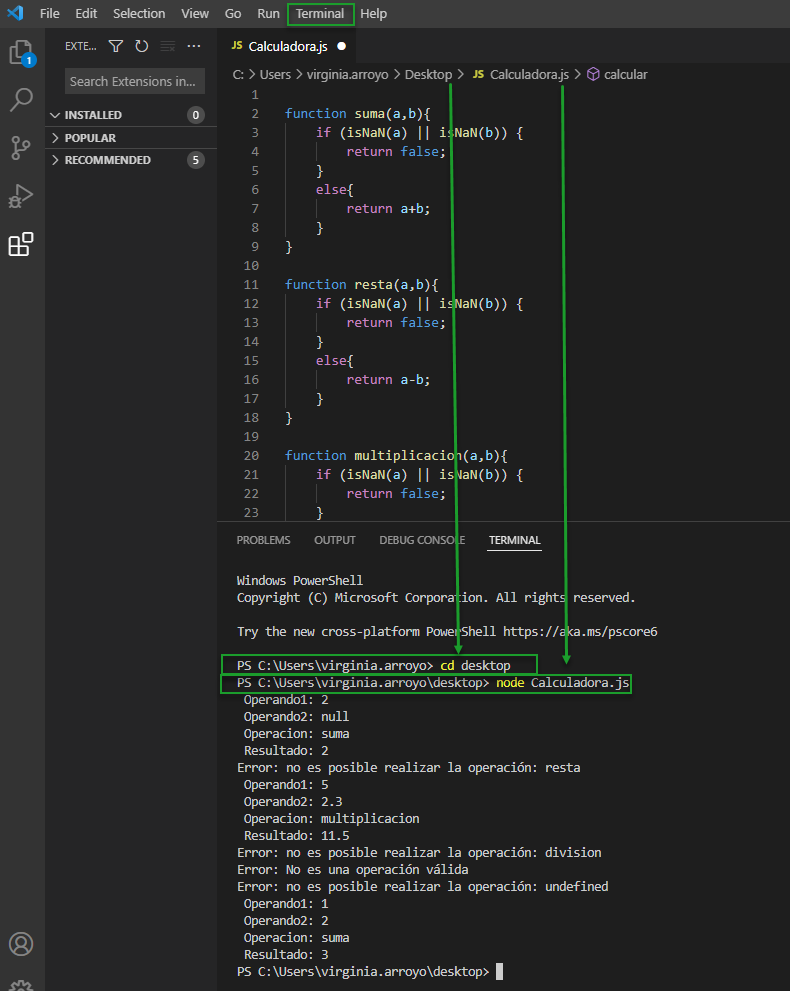 File Edit Selection View Go Run Terminal Help
EXTE... ...
Search Extensions in...
INSTALLED 0
POPULAR
RECOMMENDED 5
1
JS Calculadora.js ●
C: > Users > virginia.arroyo > Desktop > JS Calculadora.js > calcular
1
2 function suma(a,b){
3 if (isNaN(a) || isNaN(b)) {
4 return false;
5 }
6 else{
7 return a+b;
8 }
9 }
10
11 function resta(a,b){
12 if (isNaN(a) || isNaN(b)) {
13 return false;
14 }
15 else{
16 return a-b;
17 }
18 }
19
20 function multiplicacion(a,b){
21 if (isNaN(a) || isNaN(b)) {
22 return false;
23 }
PROBLEMS OUTPUT DEBUG CONSOLE TERMINAL
Windows PowerShell
Copyright (C) Microsoft Corporation. All rights reserved.
Try the new cross-platform PowerShell https://aka.ms/pscore6
PS C:\Users\virginia.arroyo> cd desktop
PS C:\Users\virginia.arroyo\desktop> node Calculadora.js
Operando1: 2
Operando2: null
Operacion: suma
Resultado: 2
Error: no es posible realizar la operación: resta
Operando1: 5
Operando2: 2.3
Operacion: multiplicacion
Resultado: 11.5
Error: no es posible realizar la operación: division
Error: No es una operación válida
Error: no es posible realizar la operación: undefined
Operando1: 1
Operando2: 2
Operacion: suma
Resultado: 3
PS C:\Users\virginia.arroyo\desktop>